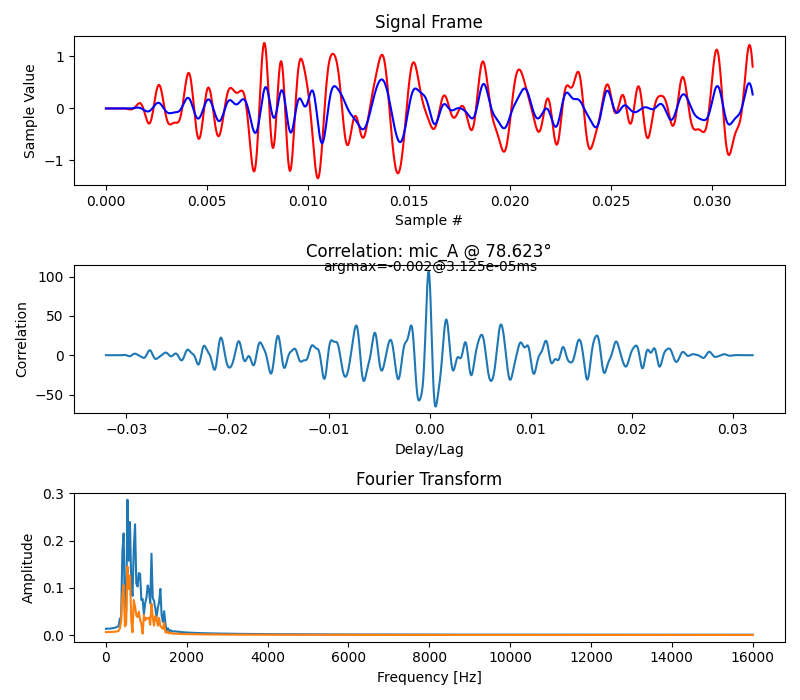 Signal Frame
Sample Value
1
0
−1
0.000 0.005 0.010 0.015 0.020 0.025 0.030
Sample #
Correlation: mic_A @ 78.623°
argmax=-0.002@3.125e-05ms
Correlation
100
50
0
−50
−0.03 −0.02 −0.01 0.00 0.01 0.02 0.03
Delay/Lag
Fourier Transform
Amplitude
0.3
0.2
0.1
0.0
0 2000 4000 6000 8000 10000 12000 14000 16000
Frequency [Hz]